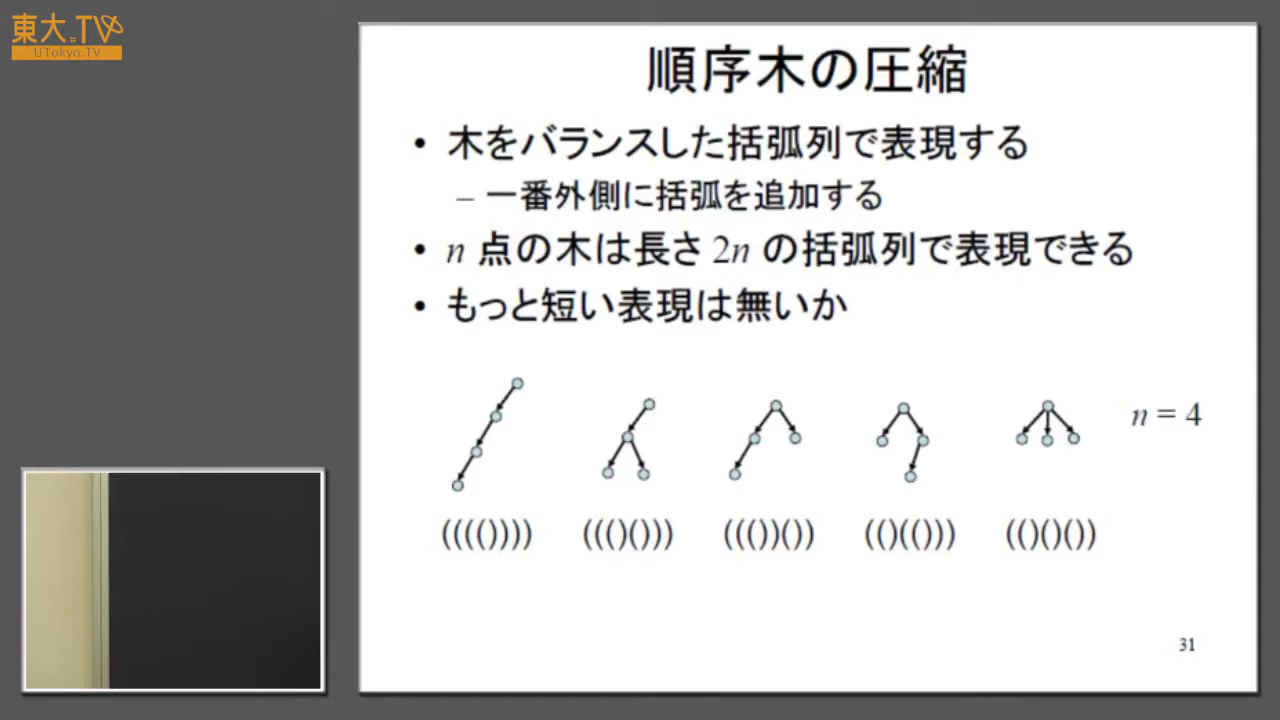 東大.TV
UTokyo.TV
順序木の圧縮
• 木をバランスした括弧列で表現する
– 一番外側に括弧を追加する
• n 点の木は長さ 2n の括弧列で表現できる
• もっと短い表現は無いか
n = 4
(((()))) ((()())) ((())()) (()(())) (()()())
31